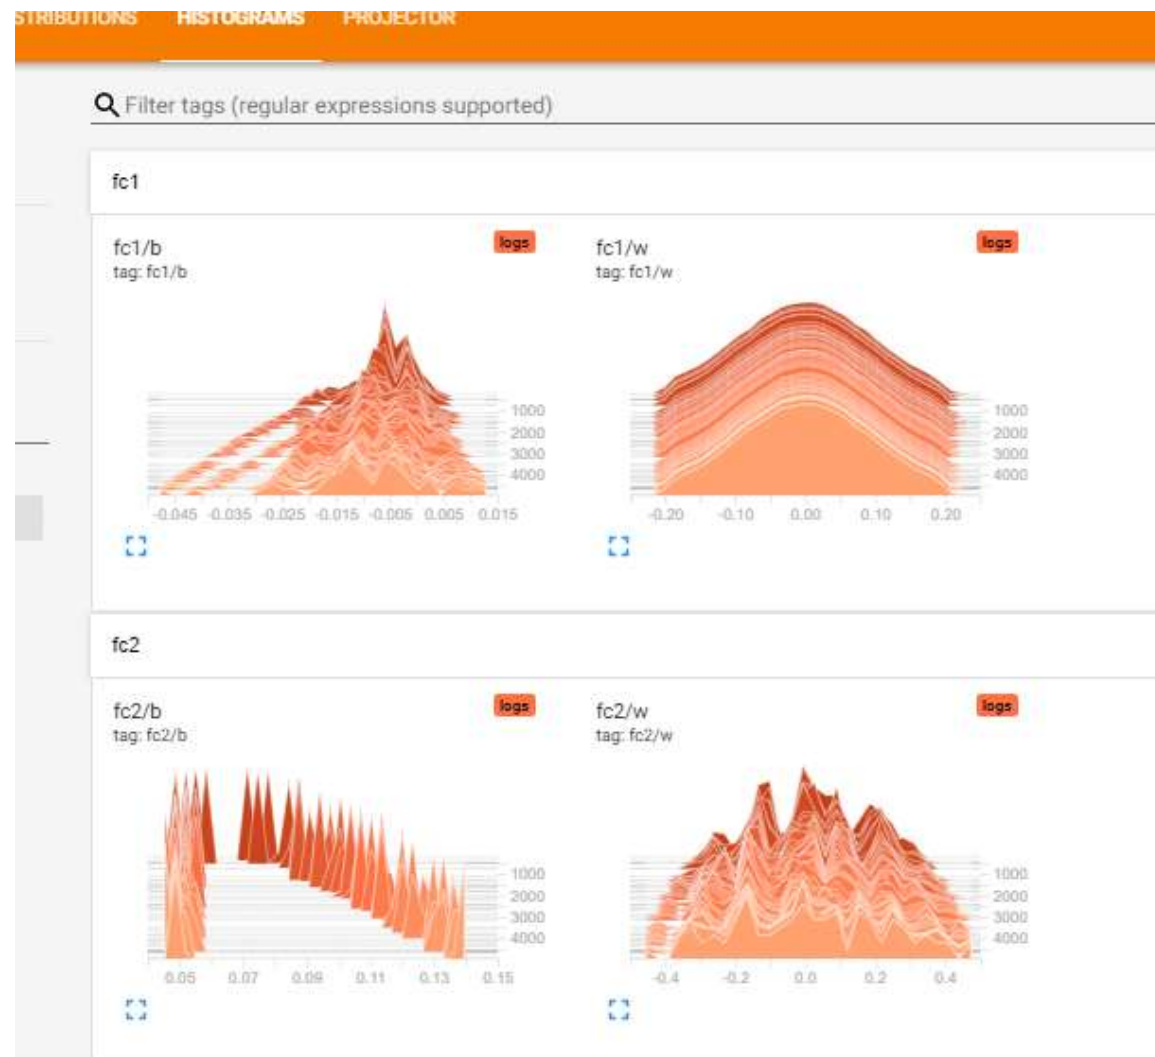 STRIBUTIONS HISTOGRAMS PROJECTOR
Filter tags (regular expressions supported)
fc1
fc1/b logs
tag: fc1/b
fc1/w logs
tag: fc1/w
1000
2000
3000
4000
-0.045 -0.035 -0.025 -0.015 -0.005 0.005 0.015
1000
2000
3000
4000
-0.20 -0.10 0.00 0.10 0.20
fc2
fc2/b logs
tag: fc2/b
fc2/w logs
tag: fc2/w
1000
2000
3000
4000
0.05 0.07 0.09 0.11 0.13 0.15
1000
2000
3000
4000
-0.4 -0.2 0.0 0.2 0.4